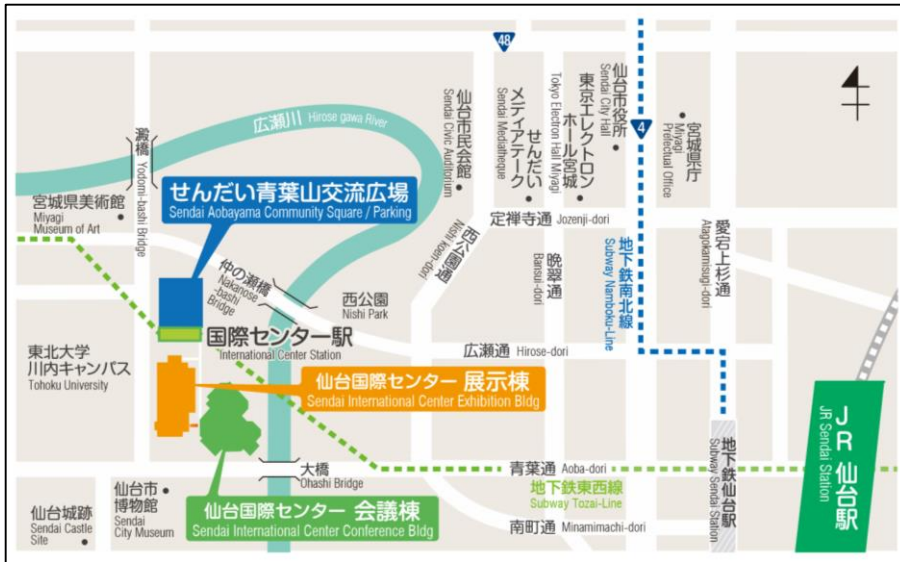 48
4
広瀬川 Hirose gawa River
澱橋 Yodomi-bashi Bridge
宮城県美術館
Miyagi
Museum of Art
せんだい青葉山交流広場
Sendai Aobayama Community Square / Parking
仙台市民会館
Sendai Civic Auditorium
せんだい
メディアテーク
Sendai Mediatheque
東京エレクトロン
ホール宮城
Tokyo Electron Hall Miyagi
仙台市役所
Sendai City Hall
宮城県庁
Miyagi
Prefectual Office
定禅寺通 Jozenji-dori
西公園通
Nishi koen-dori
晩翠通
Bansui-dori
地下鉄南北線
Subway Namboku-Line
愛宕上杉通
Atagokamisugi-dori
仲の瀬橋
Nakanose
-bashi
Bridge
西公園
Nishi Park
国際センター駅
International Center Station
広瀬通 Hirose-dori
東北大学
川内キャンパス
Tohoku University
仙台国際センター 展示棟
Sendai International Center Exhibition Bldg
JR 仙台駅
JR Sendai Station
地下鉄仙台駅
Subway Sendai Station
大橋
Ohashi Bridge
青葉通 Aoba-dori
地下鉄東西線
Subway Tozai-Line
仙台城跡
Sendai Castle
Site
仙台市
博物館
Sendai
City Museum
仙台国際センター 会議棟
Sendai International Center Conference Bldg
南町通 Minamimachi-dori